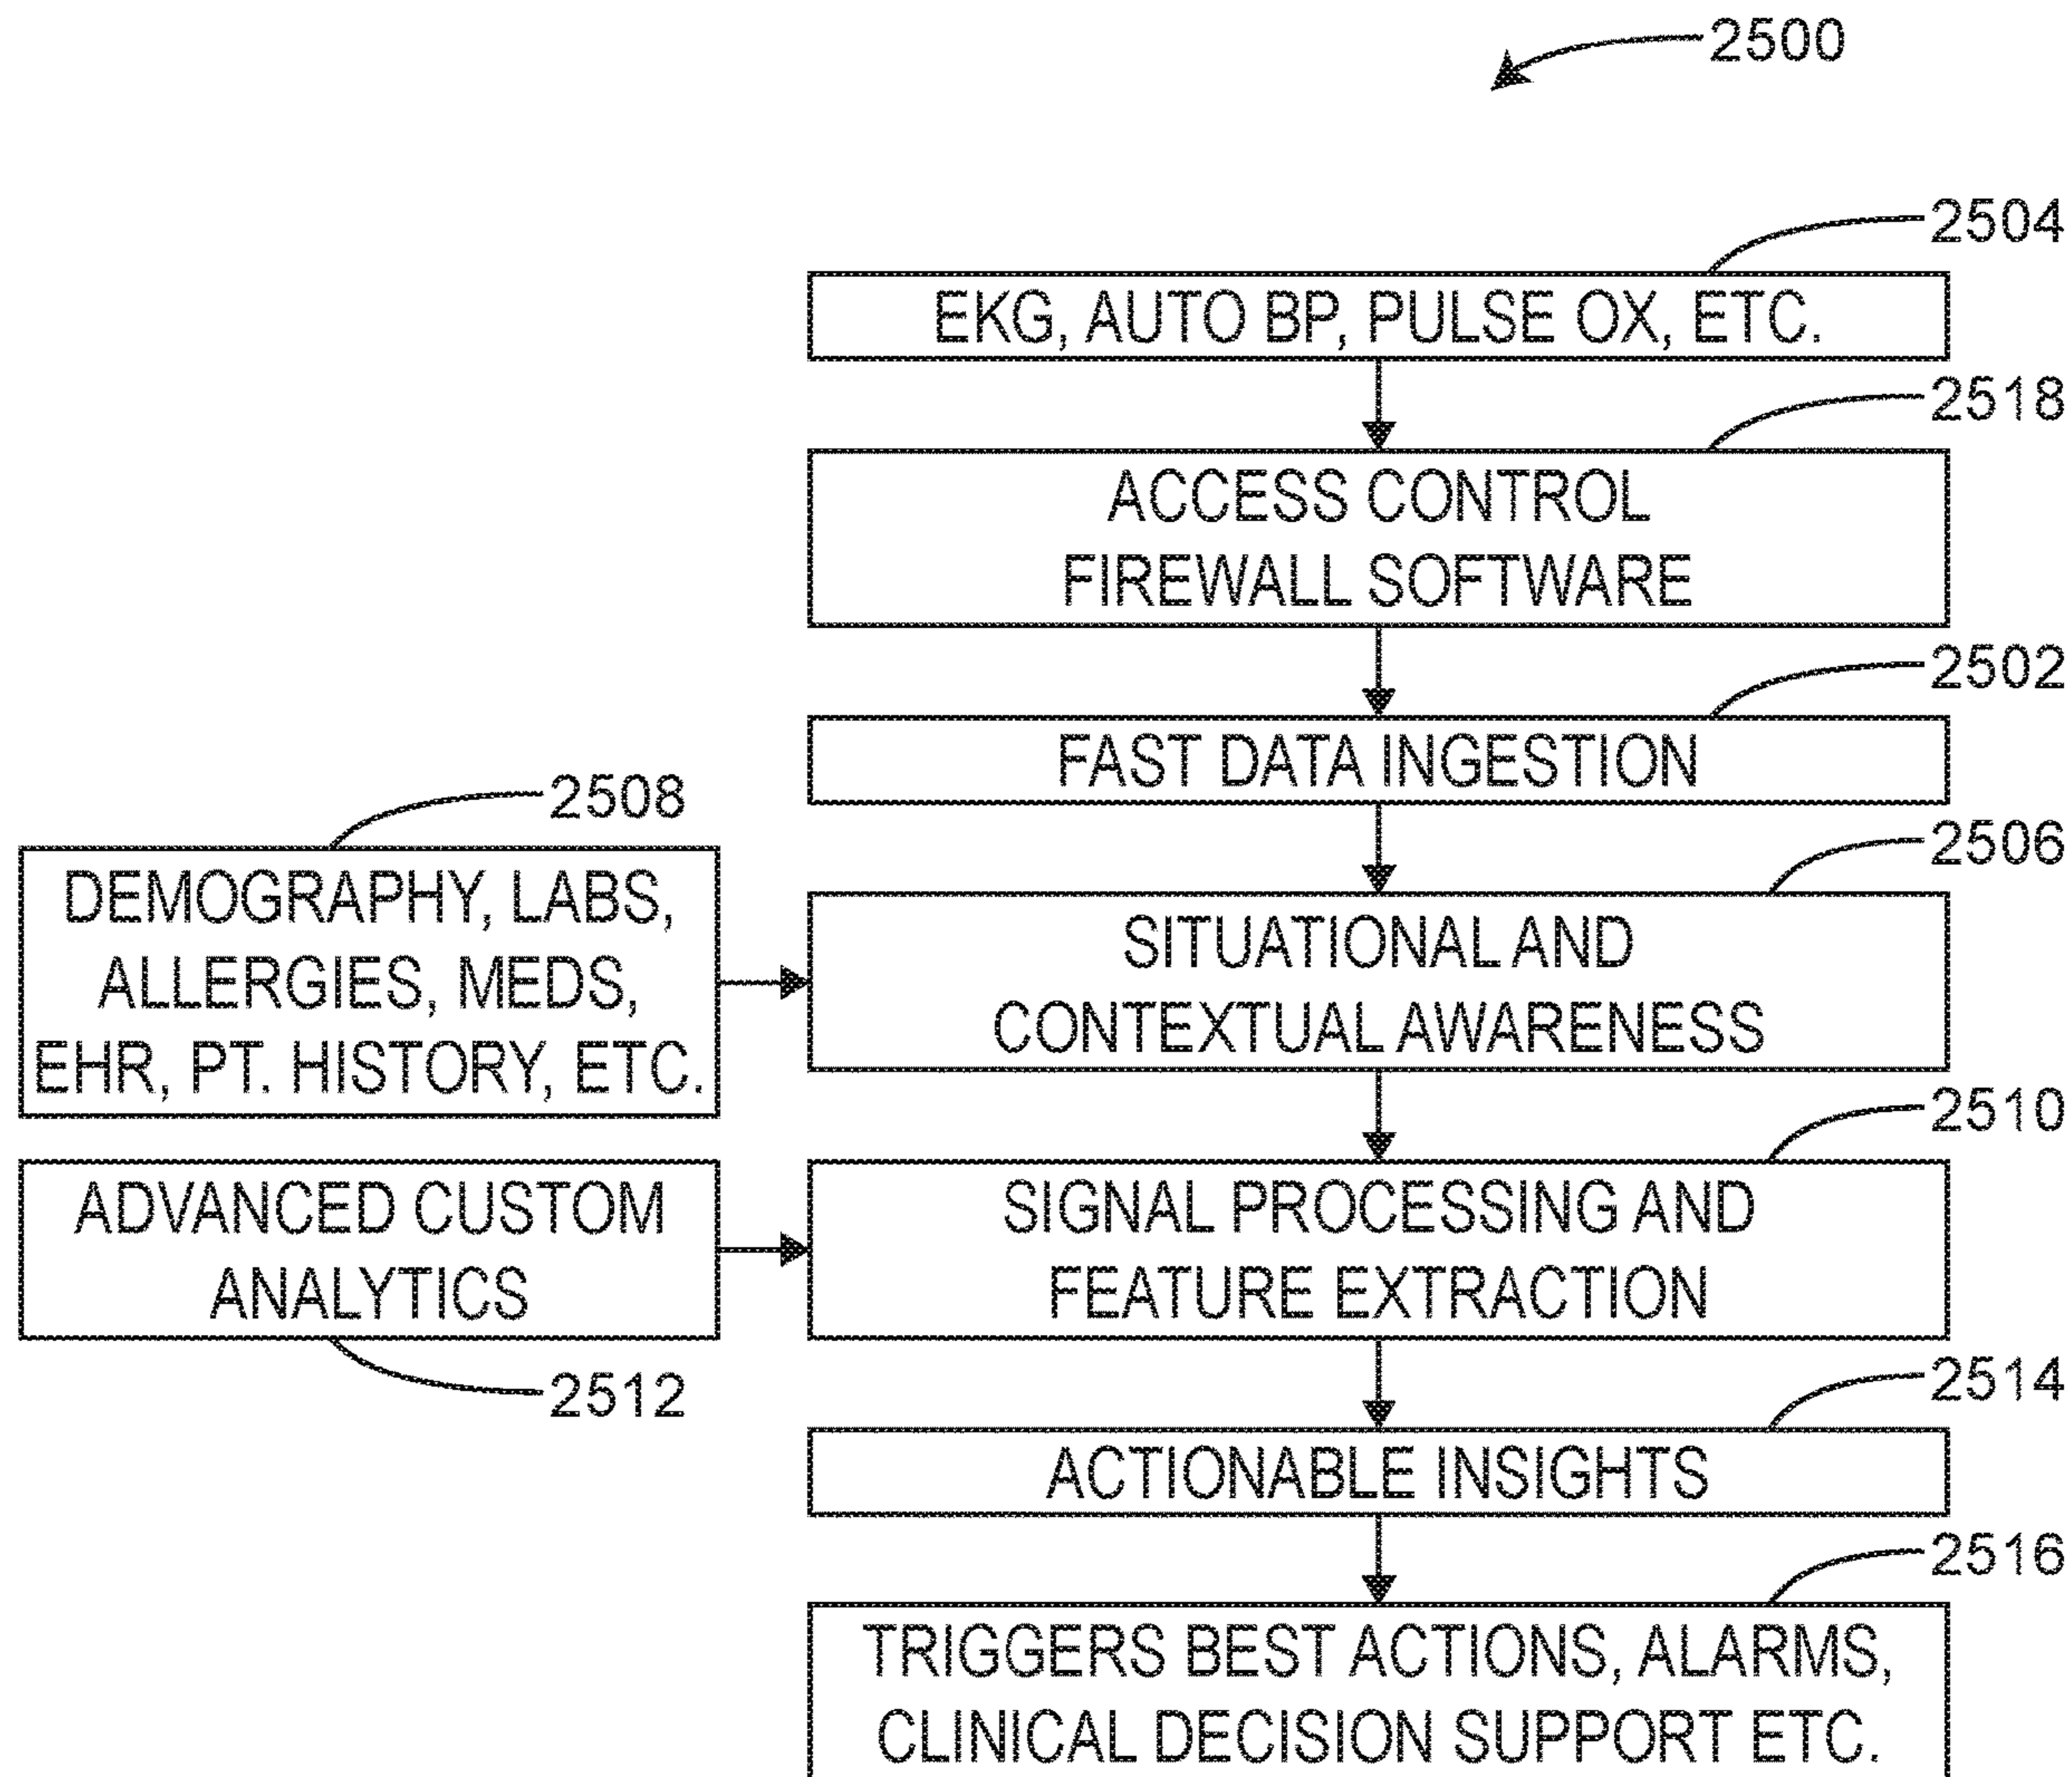 2500
2504
EKG, AUTO BP, PULSE OX, ETC.
2518
ACCESS CONTROL
FIREWALL SOFTWARE
2502
FAST DATA INGESTION
2508
DEMOGRAPHY, LABS,
ALLERGIES, MEDS,
EHR, PT. HISTORY, ETC.
2506
SITUATIONAL AND
CONTEXTUAL AWARENESS
2510
ADVANCED CUSTOM
ANALYTICS
2512
SIGNAL PROCESSING AND
FEATURE EXTRACTION
2514
ACTIONABLE INSIGHTS
2516
TRIGGERS BEST ACTIONS, ALARMS,
CLINICAL DECISION SUPPORT ETC.